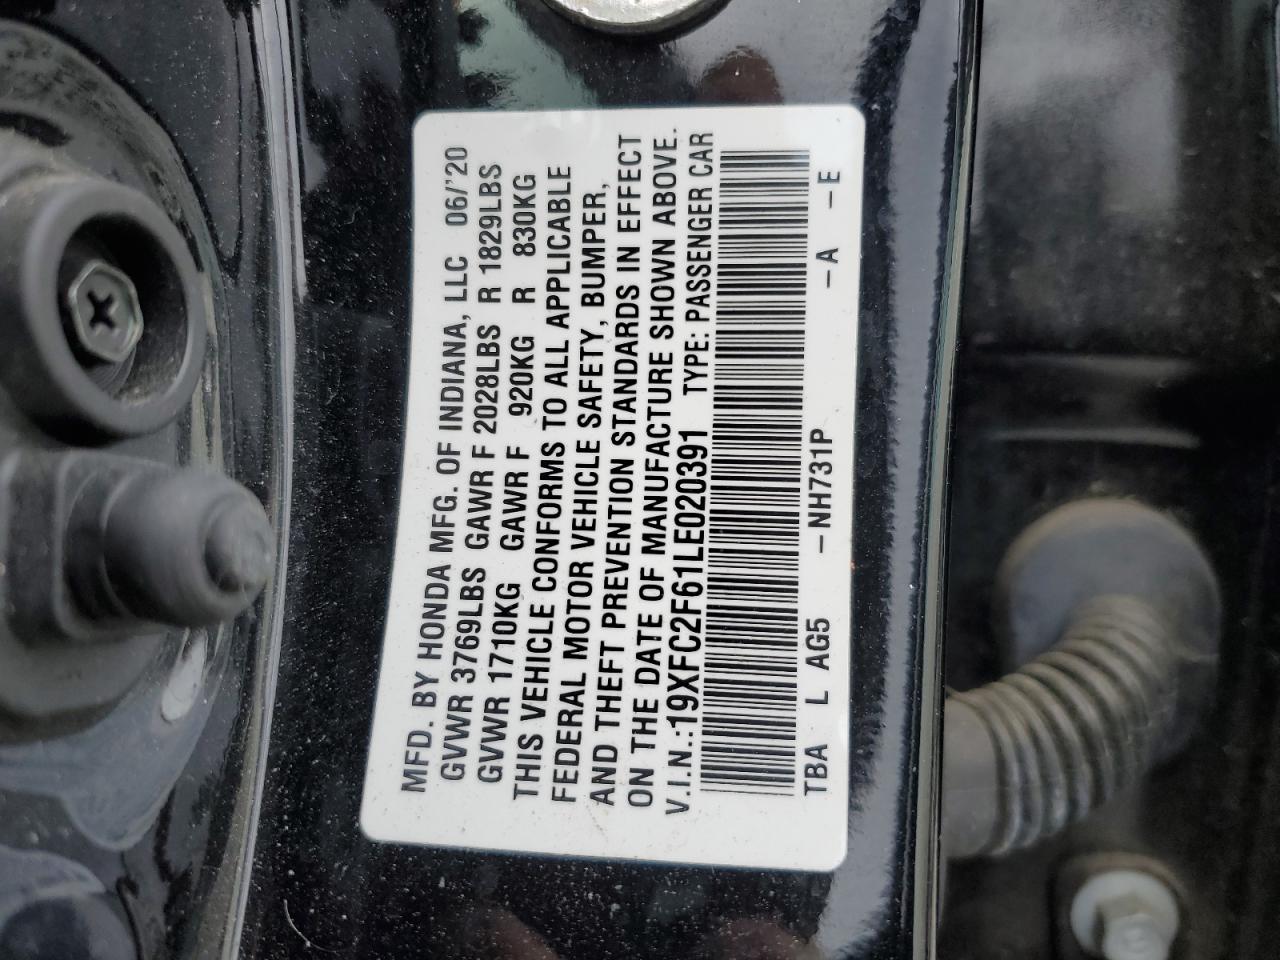 MFD. BY HONDA MFG. OF INDIANA, LLC 06/'20
GVWR 3769LBS GAWR F 2028LBS R 1829LBS
GVWR 1710KG GAWR F 920KG R 830KG
THIS VEHICLE CONFORMS TO ALL APPLICABLE
FEDERAL MOTOR VEHICLE SAFETY, BUMPER,
AND THEFT PREVENTION STANDARDS IN EFFECT
ON THE DATE OF MANUFACTURE SHOWN ABOVE.
V.I.N.:19XFC2F61LE020391 TYPE: PASSENGER CAR
TBA L AG5 –NH731P –A –E